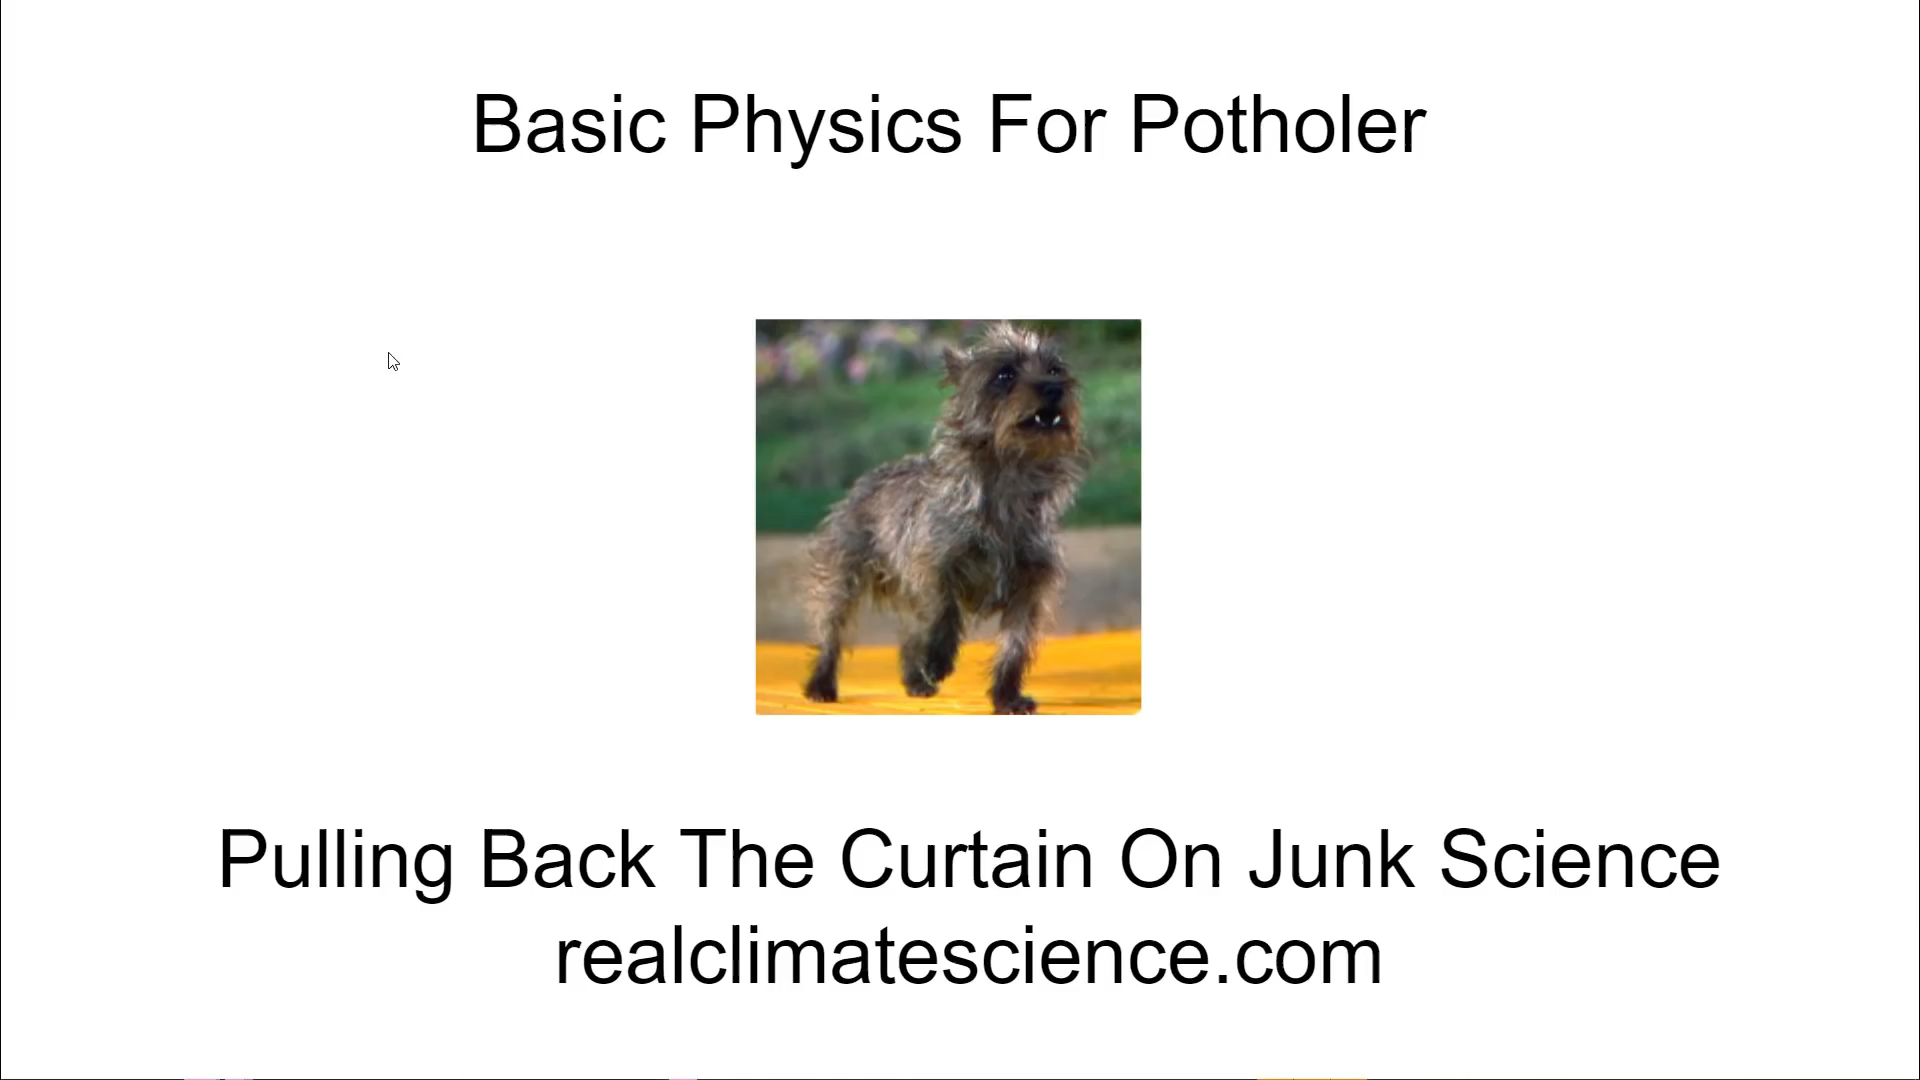 Basic Physics For Potholer
Pulling Back The Curtain On Junk Science
realclimatescience.com